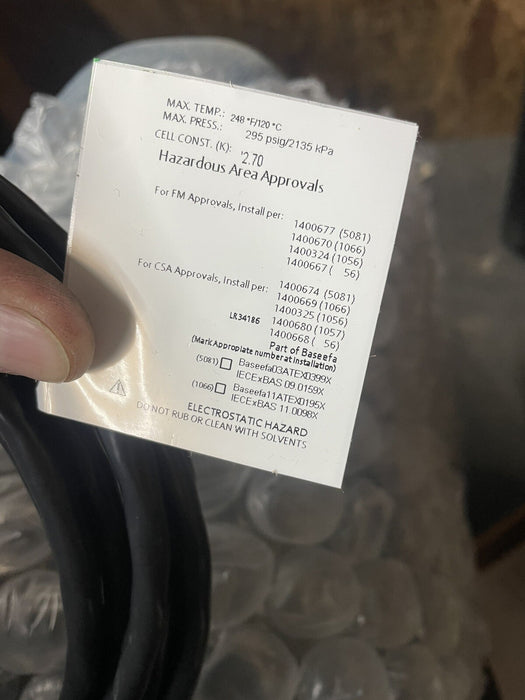 MAX. TEMP.: 248 °F/120 °C
MAX. PRESS.: 295 psig/2135 kPa
CELL CONST. (K): '2.70
Hazardous Area Approvals
For FM Approvals, Install per: 1400677 (5081)
1400670 (1066)
1400324 (1056)
1400667 ( 56)
For CSA Approvals, Install per: 1400674 (5081)
1400669 (1066)
1400325 (1056)
LR34186 1400680 (1057)
1400668 ( 56)
Part of Baseefa
(Mark Appropiate number at Installation)
(5081) Baseefa03ATEX0399X
IECExBAS 09.0159X
(1066) Baseefa11ATEX0195X
IECExBAS 11.0098X
ELECTROSTATIC HAZARD
DO NOT RUB OR CLEAN WITH SOLVENTS